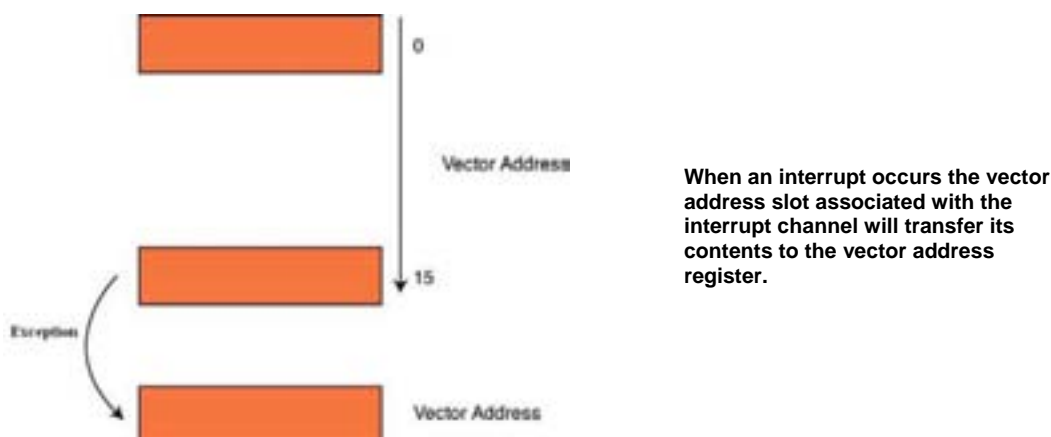 0
Vector Address
When an interrupt occurs the vector
address slot associated with the
interrupt channel will transfer its
contents to the vector address
register.
15
Exception
Vector Address